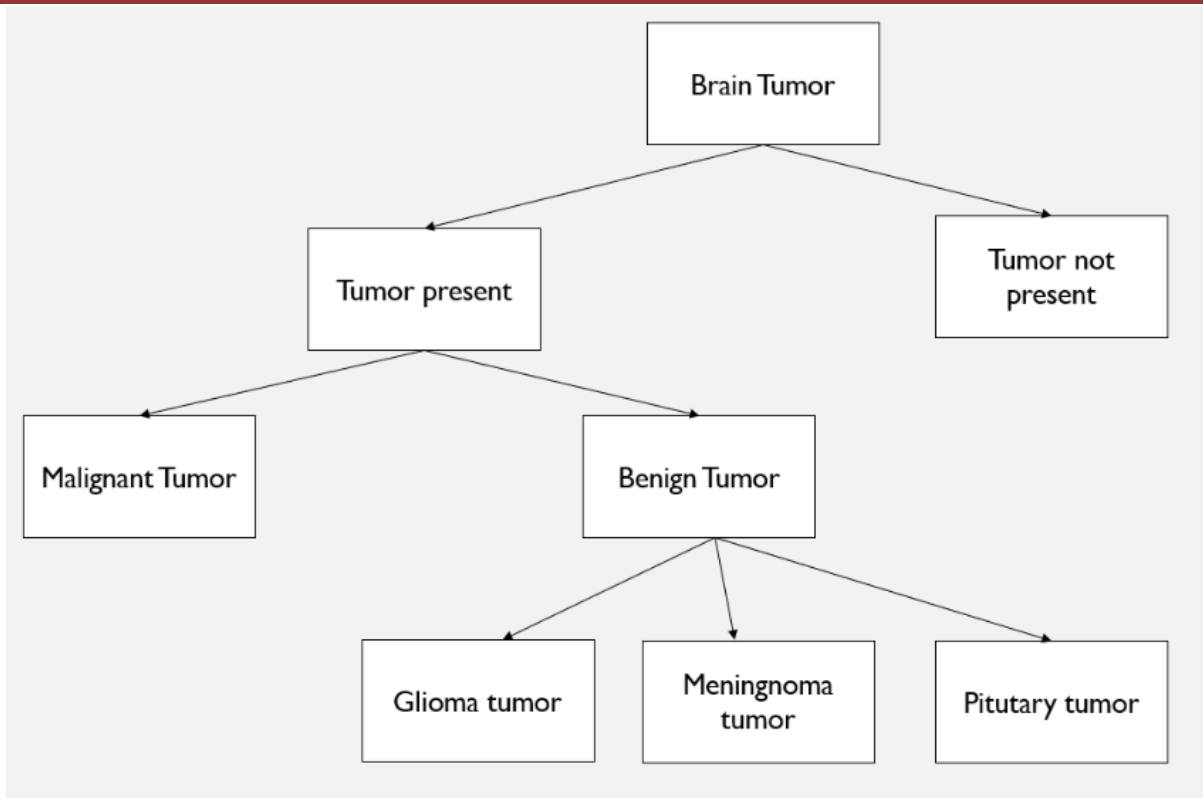 Brain Tumor
Tumor present
Tumor not
present
Malignant Tumor
Benign Tumor
Glioma tumor
Meningnoma
tumor
Pitutary tumor